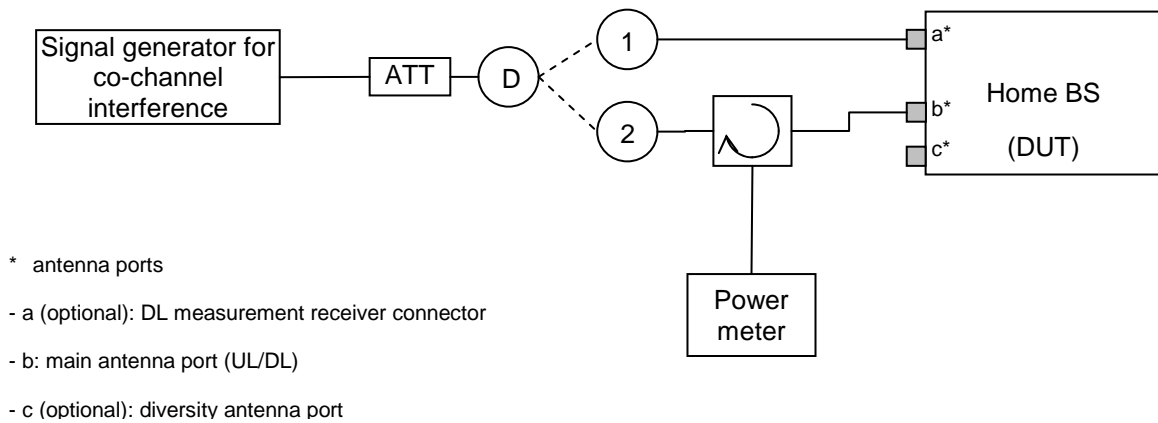 Signal generator for
co-channel
interference
ATT
D
1
2
a*
b*
c*
Home BS
(DUT)
Power
meter
* antenna ports
- a (optional): DL measurement receiver connector
- b: main antenna port (UL/DL)
- c (optional): diversity antenna port